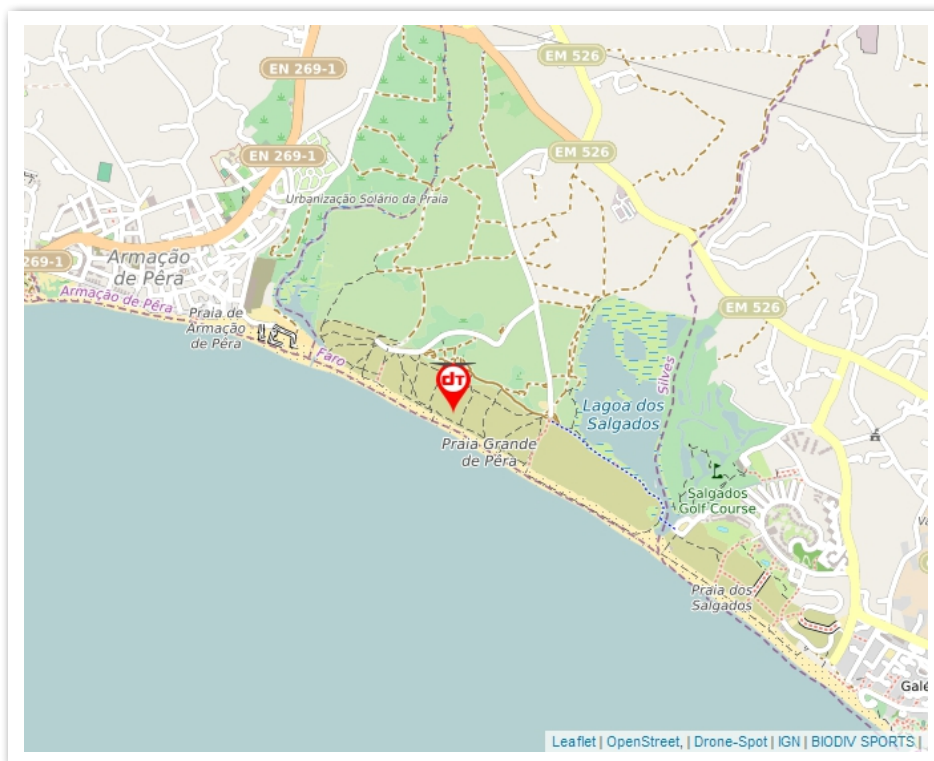 EN 269-1
EM 526
EN 269-1
EM 526
Urbanização Solário da Praia
Armação
de Pêra
269-1
Armação de Pêra
Praia de
Armação
de Pêra
Faro
EM 526
Silves
dT
Lagoa dos
Salgados
Praia Grande
de Pêra
Salgados
Golf Course
Va
Praia dos
Salgados
Galé
Leaflet | OpenStreet, | Drone-Spot | IGN | BIODIV SPORTS |